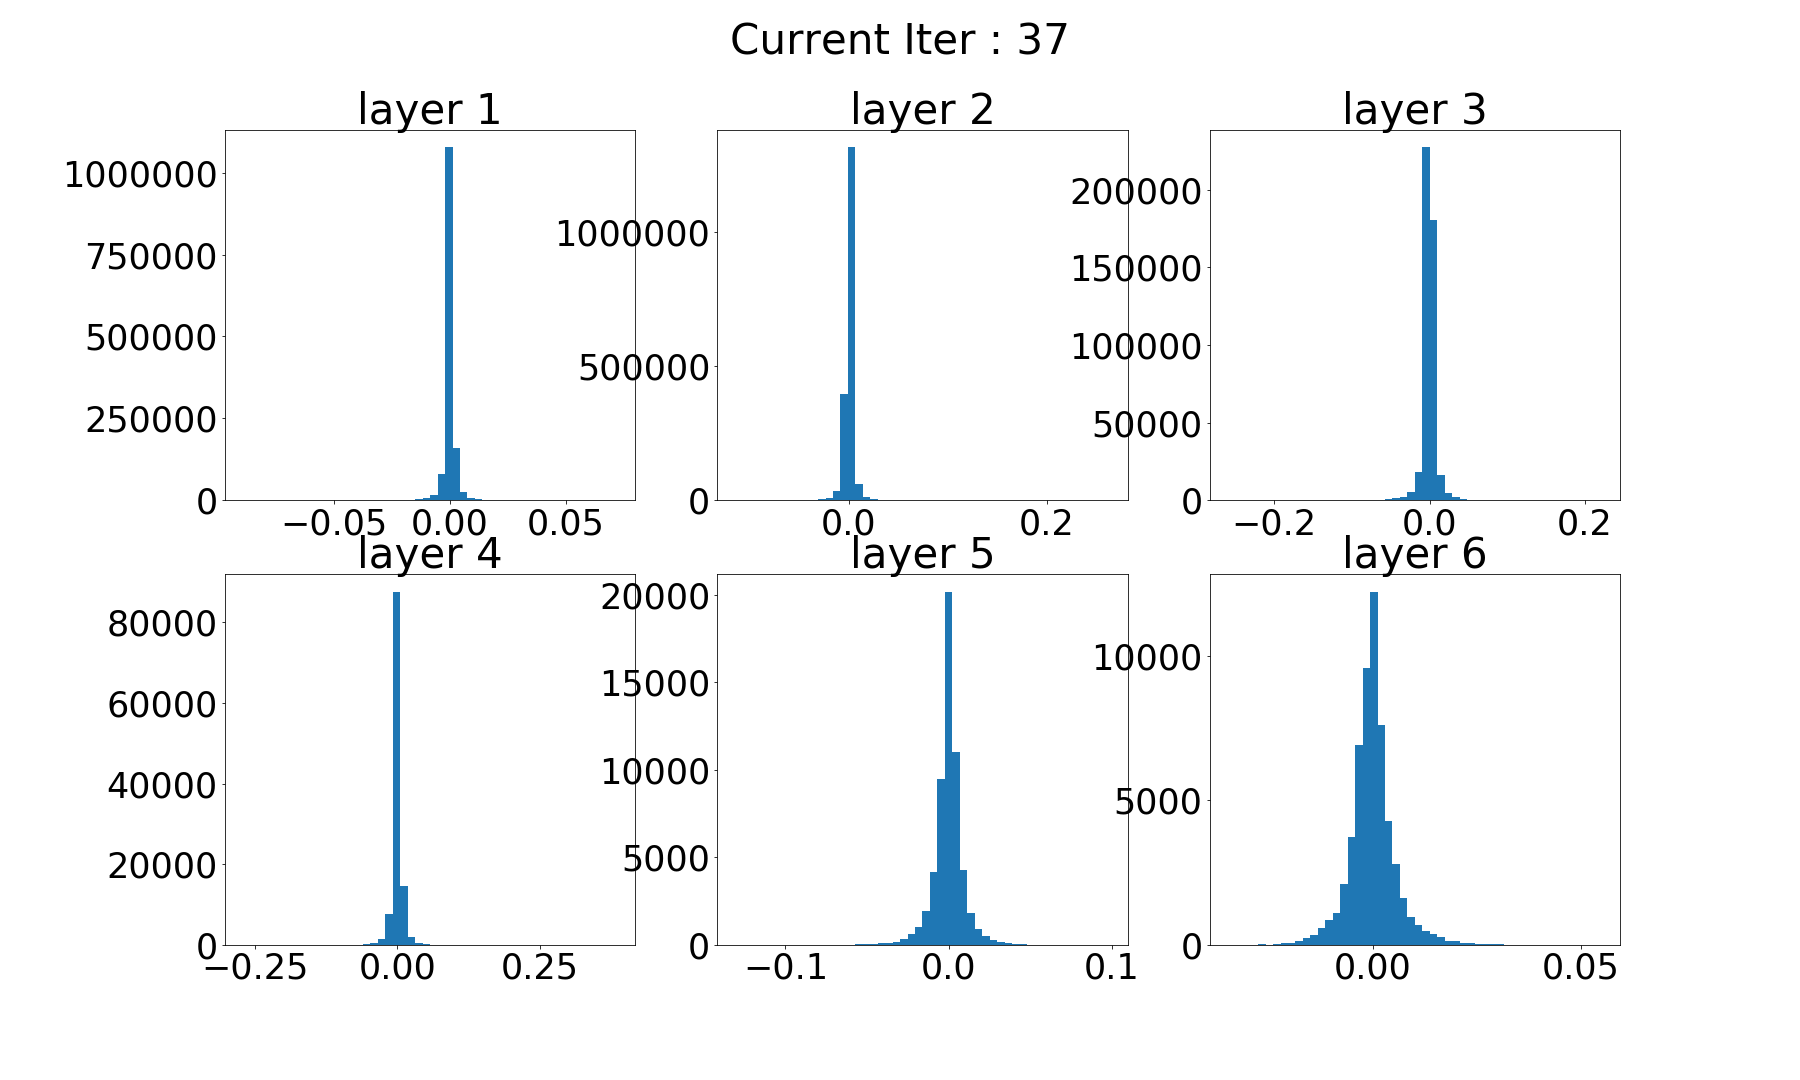 Current Iter : 37
layer 1
1000000
750000
500000
250000
0
−0.05 0.00 0.05
layer 2
1000000
500000
0
0.0 0.2
layer 3
200000
150000
100000
50000
0
−0.2 0.0 0.2
layer 4
80000
60000
40000
20000
0
−0.25 0.00 0.25
layer 5
20000
15000
10000
5000
0
−0.1 0.0 0.1
layer 6
10000
5000
0
0.00 0.05